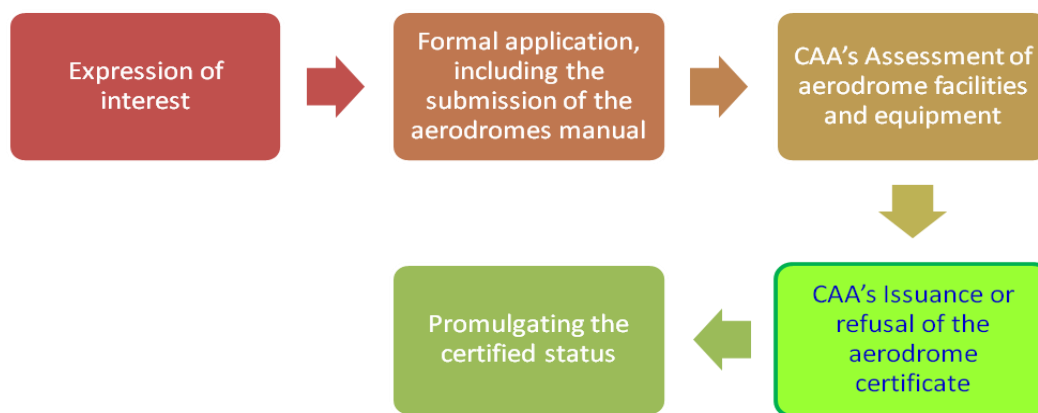 Expression of
interest
Formal application,
including the
submission of the
aerodromes manual
CAA's Assessment of
aerodrome facilities
and equipment
CAA's Issuance or
refusal of the
aerodrome
certificate
Promulgating the
certified status